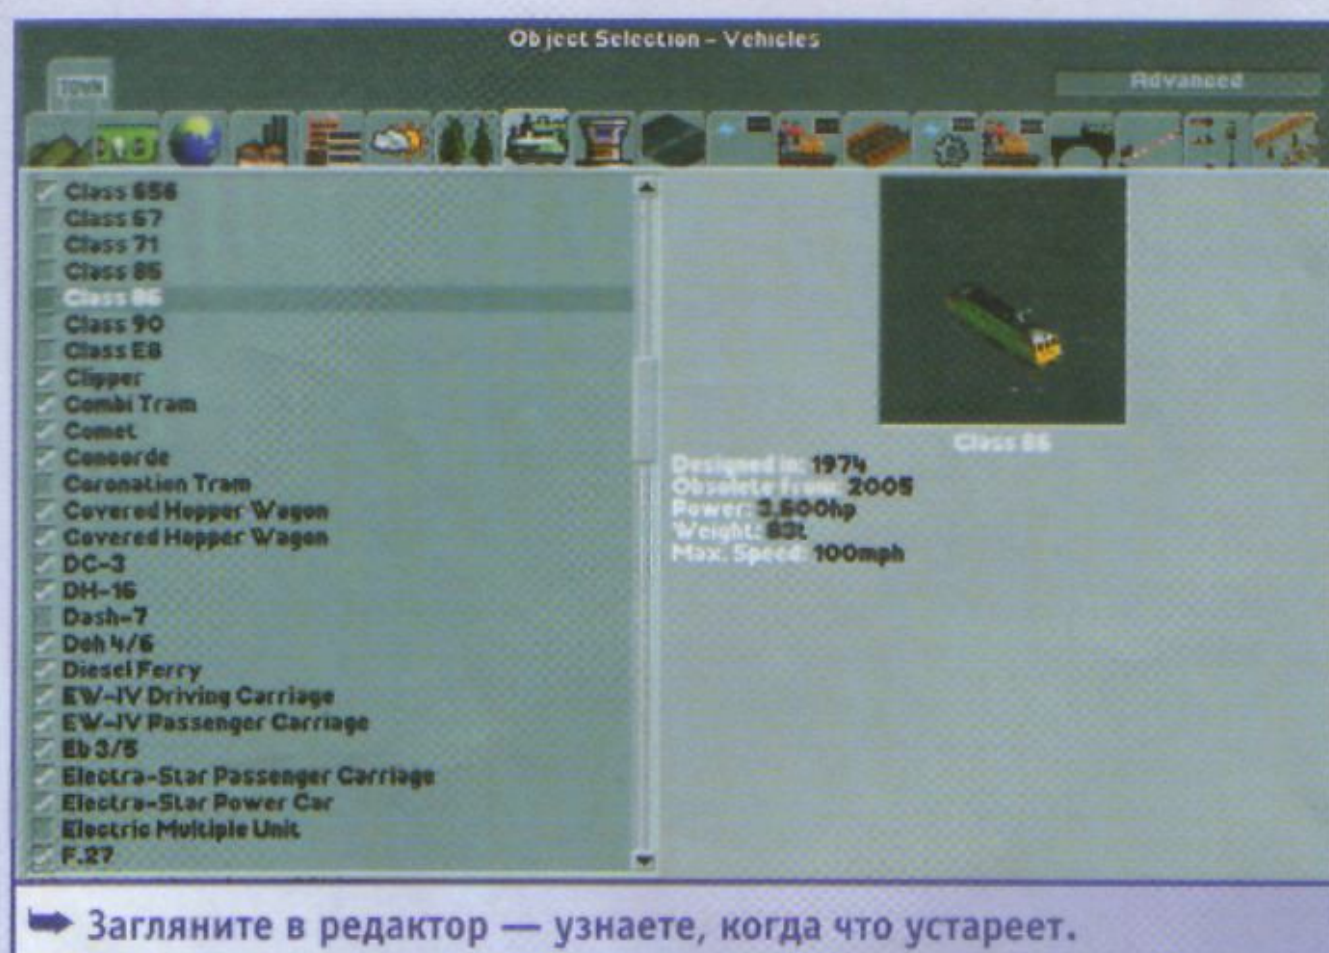 Object Selection - Vehicles
TOWN
Advanced
Class 67
Class 71
Class 85
Class 86
Class 90
Class E8
Clipper
Combi Tram
Comet
Concorde
Coronation Tram
Covered Hopper Wagon
Covered Hopper Wagon
DC-3
DH-16
Dash-7
Deh 4/6
Diesel Ferry
EW-IV Driving Carriage
EW-IV Passenger Carriage
Eb 3/5
Electra-Star Passenger Carriage
Electra-Star Power Car
Electric Multiple Unit
F.27
Class 86
Designed in: 1974
Obsolete from: 2005
Power: 3,600hp
Weight: 83t
Max. Speed: 100mph
Загляните в редактор — узнаете, когда что устареет.